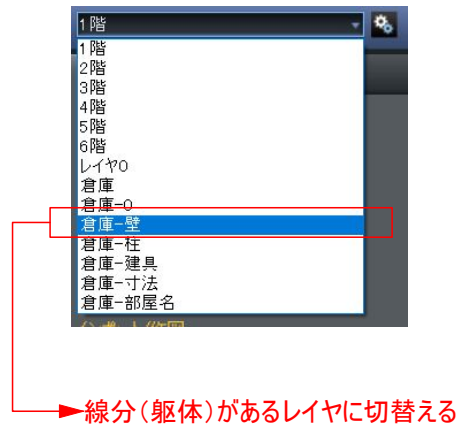 1階
1階
2階
3階
4階
5階
6階
レイヤ0
倉庫
倉庫-0
倉庫-壁
倉庫-柱
倉庫-建具
倉庫-寸法
倉庫-部屋名
線分(躯体)があるレイヤに切替える